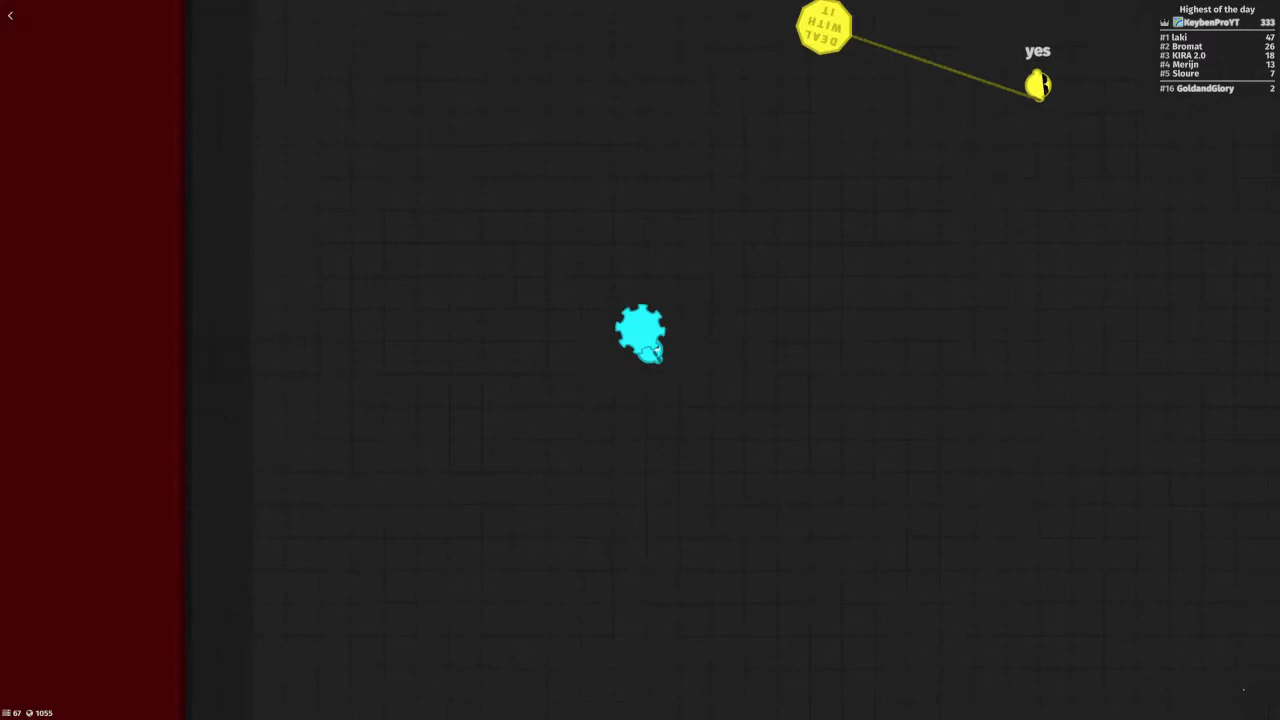 Highest of the day
KeybenProYT 333
#1 laki 47
#2 Bromat 26
#3 KIRA 2.0 18
#4 Merijn 13
#5 Sloure 7
#16 GoldandGlory 2
DEAL
WITH
IT
yes
67 1055